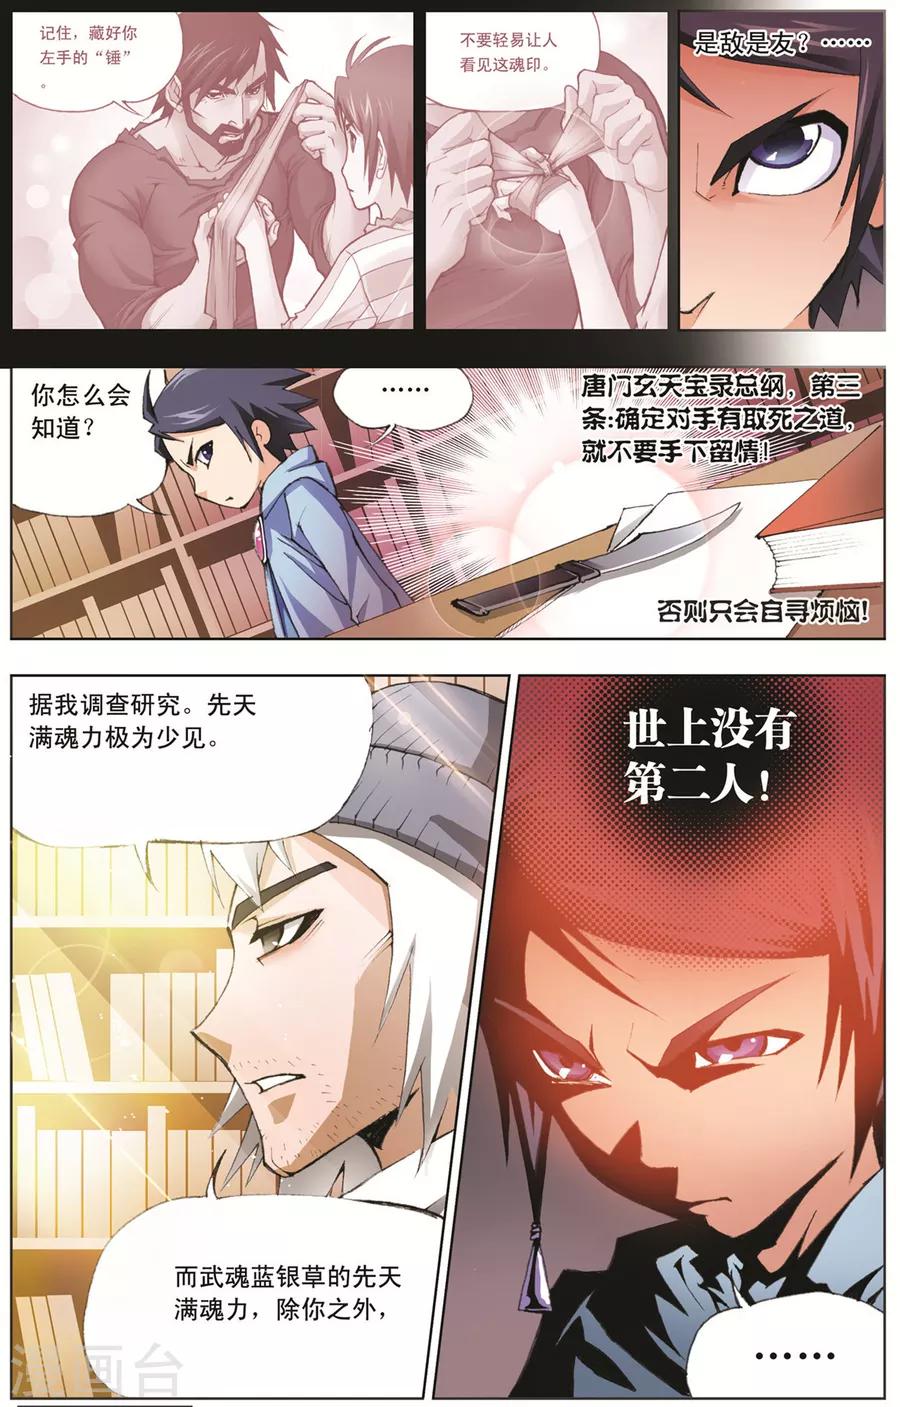 记住，藏好你
左手的“锤”
。
不要轻易让人
看见这魂印。
是敌是友？……
你怎么会
知道？
……
唐门玄天宝录总纲，第三
条:确定对手有取死之道，
就不要手下留情！
否则只会自寻烦恼！
据我调查研究。先天
满魂力极为少见。
世上没有
第二人！
而武魂蓝银草的先天
满魂力，除你之外，
……
漫画台